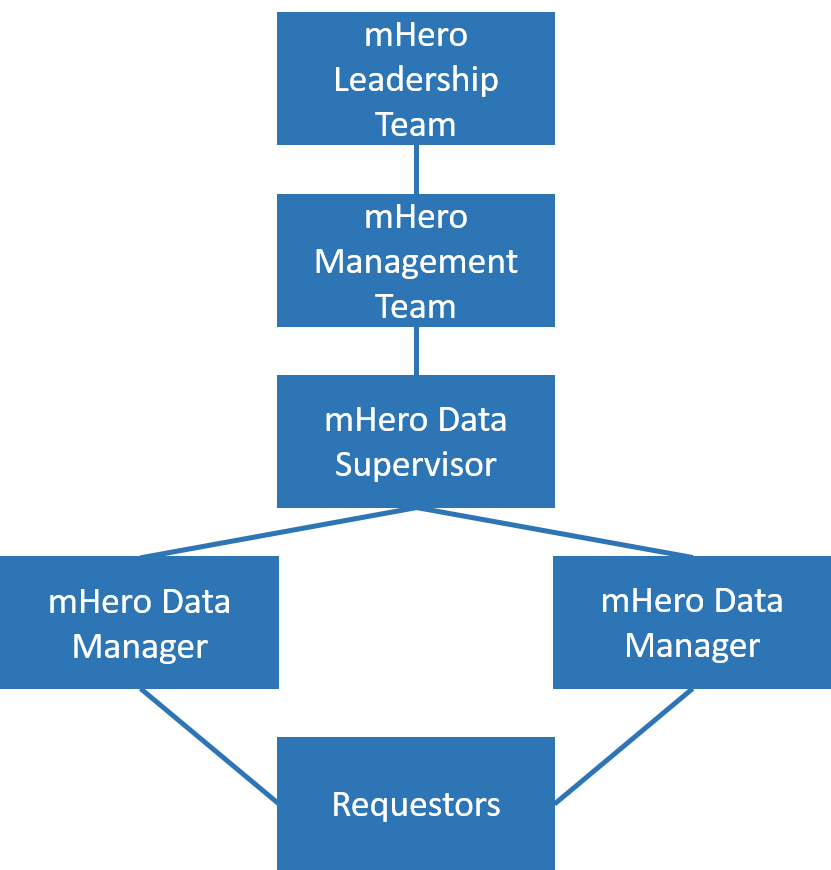 mHero
Leadership
Team
mHero
Management
Team
mHero Data
Supervisor
mHero Data
Manager
mHero Data
Manager
Requestors